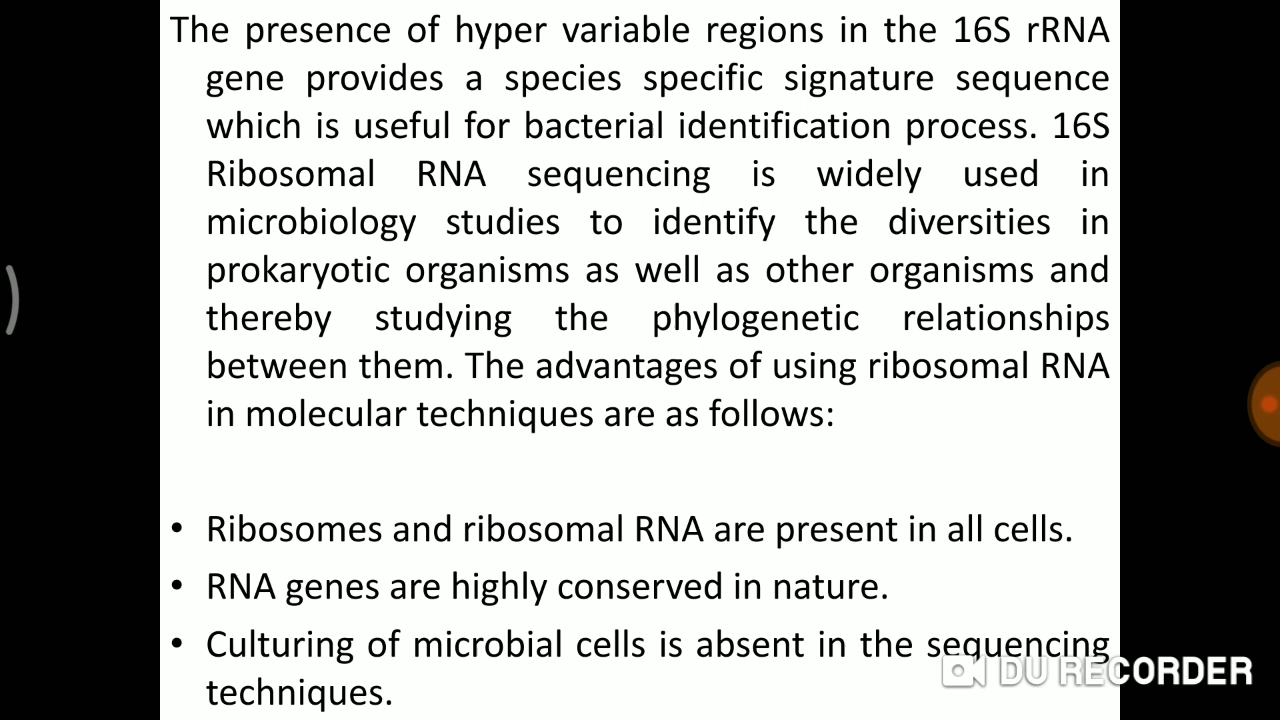 The presence of hyper variable regions in the 16S rRNA
gene provides a species specific signature sequence
which is useful for bacterial identification process. 16S
Ribosomal RNA sequencing is widely used in
microbiology studies to identify the diversities in
prokaryotic organisms as well as other organisms and
thereby studying the phylogenetic relationships
between them. The advantages of using ribosomal RNA
in molecular techniques are as follows:
• Ribosomes and ribosomal RNA are present in all cells.
• RNA genes are highly conserved in nature.
• Culturing of microbial cells is absent in the sequencing
techniques.
DU RECORDER